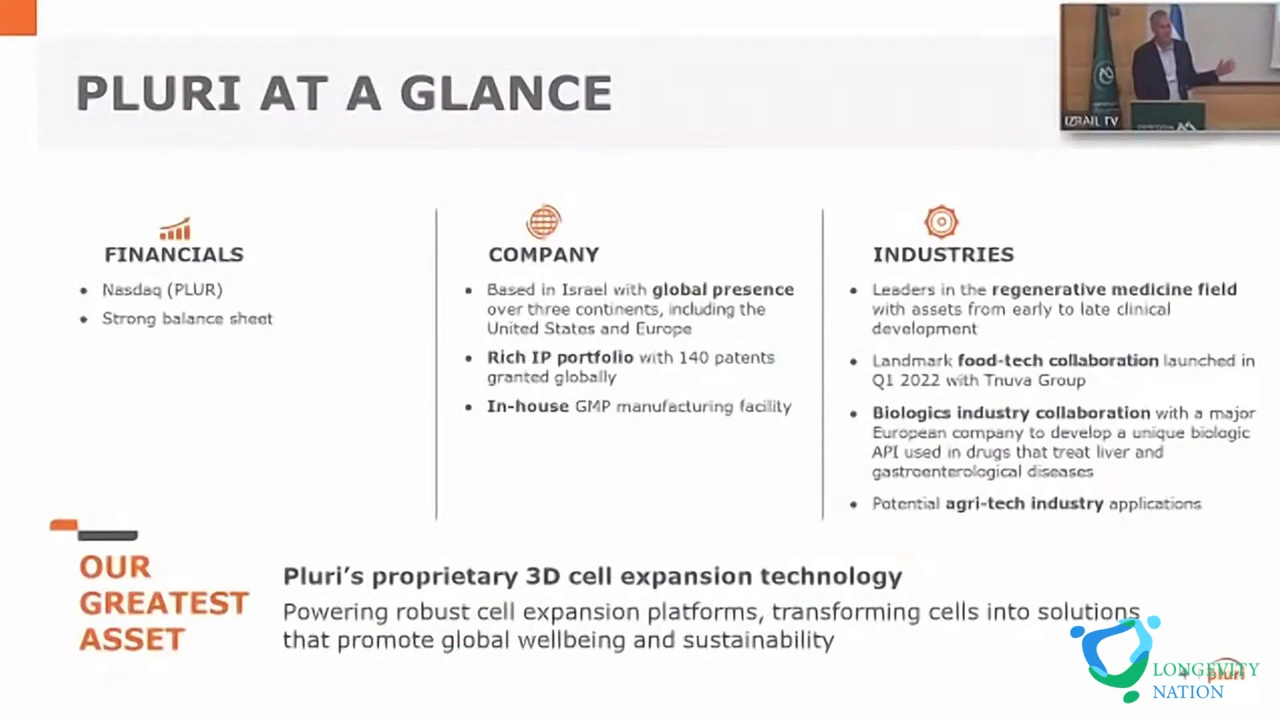 PLURI AT A GLANCE
IZRAIL TV
FINANCIALS
• Nasdaq (PLUR)
• Strong balance sheet
COMPANY
• Based in Israel with global presence
over three continents, including the
United States and Europe
• Rich IP portfolio with 140 patents
granted globally
• In-house GMP manufacturing facility
INDUSTRIES
• Leaders in the regenerative medicine field
with assets from early to late clinical
development
• Landmark food-tech collaboration launched in
Q1 2022 with Tnuva Group
• Biologics industry collaboration with a major
European company to develop a unique biologic
API used in drugs that treat liver and
gastroenterological diseases
• Potential agri-tech industry applications
OUR
GREATEST
ASSET
Pluri's proprietary 3D cell expansion technology
Powering robust cell expansion platforms, transforming cells into solutions
that promote global wellbeing and sustainability
LONGEVITY
NATION
pluri